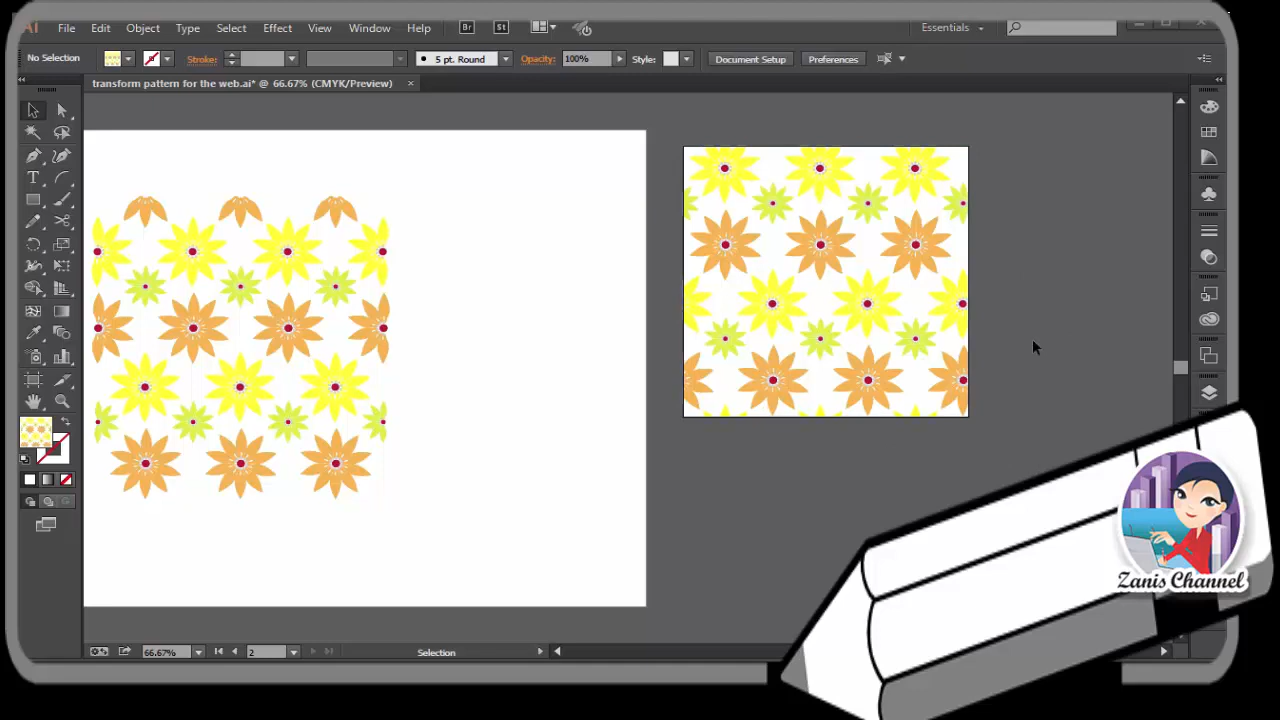 Ai File Edit Object Type Select Effect View Window Help Br St Essentials
No Selection Stroke: 5 pt. Round Opacity: 100% Style: Document Setup Preferences
transform pattern for the web.ai* @ 66.67% (CMYK/Preview) ×
T
Zanis Channel
66.67% 2 Selection